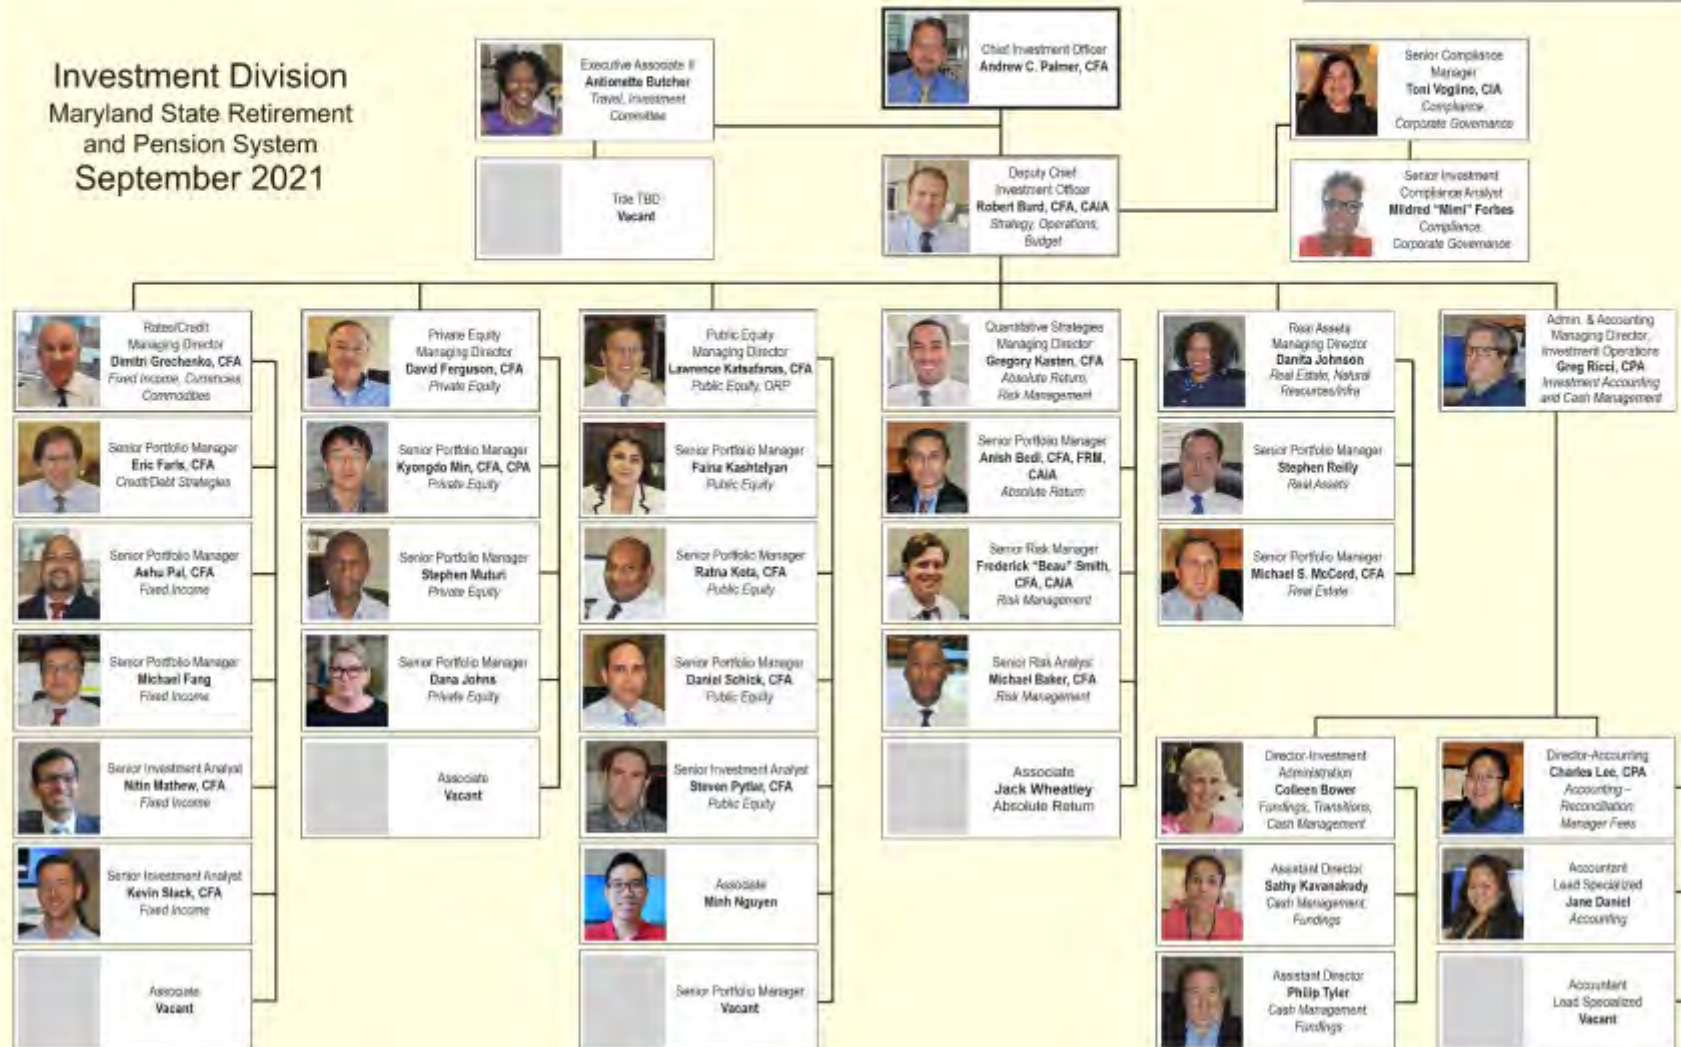 Investment Division
Maryland State Retirement
and Pension System
September 2021
Executive Associate II
Antionette Butcher
Travel, Investment
Committee
Title TBD
Vacant
Chief Investment Officer
Andrew C. Palmer, CFA
Deputy Chief
Investment Officer
Robert Burd, CFA, CAIA
Strategy, Operations,
Budget
Senior Compliance
Manager
Toni Voglino, CIA
Compliance,
Corporate Governance
Senior Investment
Compliance Analyst
Mildred "Mimi" Forbes
Compliance,
Corporate Governance
Rates/Credit
Managing Director
Dimitri Grechenko, CFA
Fixed Income, Currencies,
Commodities
Senior Portfolio Manager
Eric Farls, CFA
Credit/Debt Strategies
Senior Portfolio Manager
Ashu Pal, CFA
Fixed Income
Senior Portfolio Manager
Michael Fang
Fixed Income
Senior Investment Analyst
Nitin Mathew, CFA
Fixed Income
Senior Investment Analyst
Kevin Slack, CFA
Fixed Income
Associate
Vacant
Private Equity
Managing Director
David Ferguson, CFA
Private Equity
Senior Portfolio Manager
Kyongdo Min, CFA, CPA
Private Equity
Senior Portfolio Manager
Stephen Muturi
Private Equity
Senior Portfolio Manager
Dana Johns
Private Equity
Associate
Vacant
Public Equity
Managing Director
Lawrence Katsafanas, CFA
Public Equity, ORP
Senior Portfolio Manager
Faina Kashtelyan
Public Equity
Senior Portfolio Manager
Ratna Kota, CFA
Public Equity
Senior Portfolio Manager
Daniel Schick, CFA
Public Equity
Senior Investment Analyst
Steven Pytlar, CFA
Public Equity
Associate
Minh Nguyen
Senior Portfolio Manager
Vacant
Quantitative Strategies
Managing Director
Gregory Kasten, CFA
Absolute Return,
Risk Management
Senior Portfolio Manager
Anish Bedi, CFA, FRM,
CAIA
Absolute Return
Senior Risk Manager
Frederick "Beau" Smith,
CFA, CAIA
Risk Management
Senior Risk Analyst
Michael Baker, CFA
Risk Management
Associate
Jack Wheatley
Absolute Return
Real Assets
Managing Director
Danita Johnson
Real Estate, Natural
Resources/Infra
Senior Portfolio Manager
Stephen Reilly
Real Assets
Senior Portfolio Manager
Michael S. McCord, CFA
Real Estate
Admin. & Accounting
Managing Director,
Investment Operations
Greg Ricci, CPA
Investment Accounting
and Cash Management
Director-Investment
Administration
Colleen Bower
Fundings, Transitions,
Cash Management
Assistant Director
Sathy Kavanakudy
Cash Management,
Fundings
Assistant Director
Philip Tyler
Cash Management,
Fundings
Director-Accounting
Charles Lee, CPA
Accounting –
Reconciliation
Manager Fees
Accountant
Lead Specialized
Jane Daniel
Accounting
Accountant
Lead Specialized
Vacant